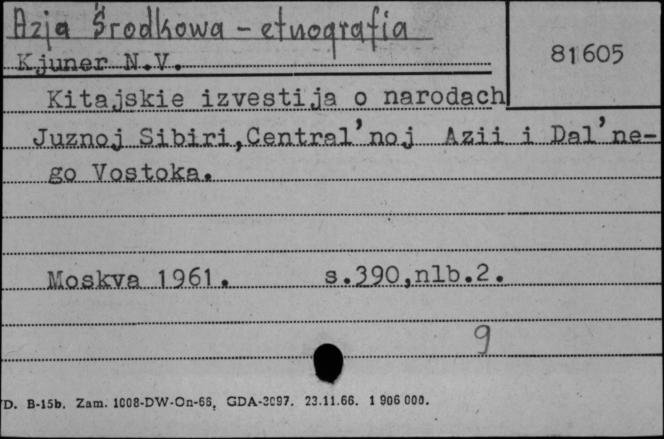 Azja Środkowa - etnografia
81605
Kjuner N.V.
Kitajskie izvestija o narodach
Juznoj Sibiri,Central'noj Azii i Dal'ne-
go Vostoka.
Moskva 1961. s.390,nlb.2.
9
D. B-15b. Zam. 1008-DW-On-66, GDA-2097. 23.11.66. 1 906 000.